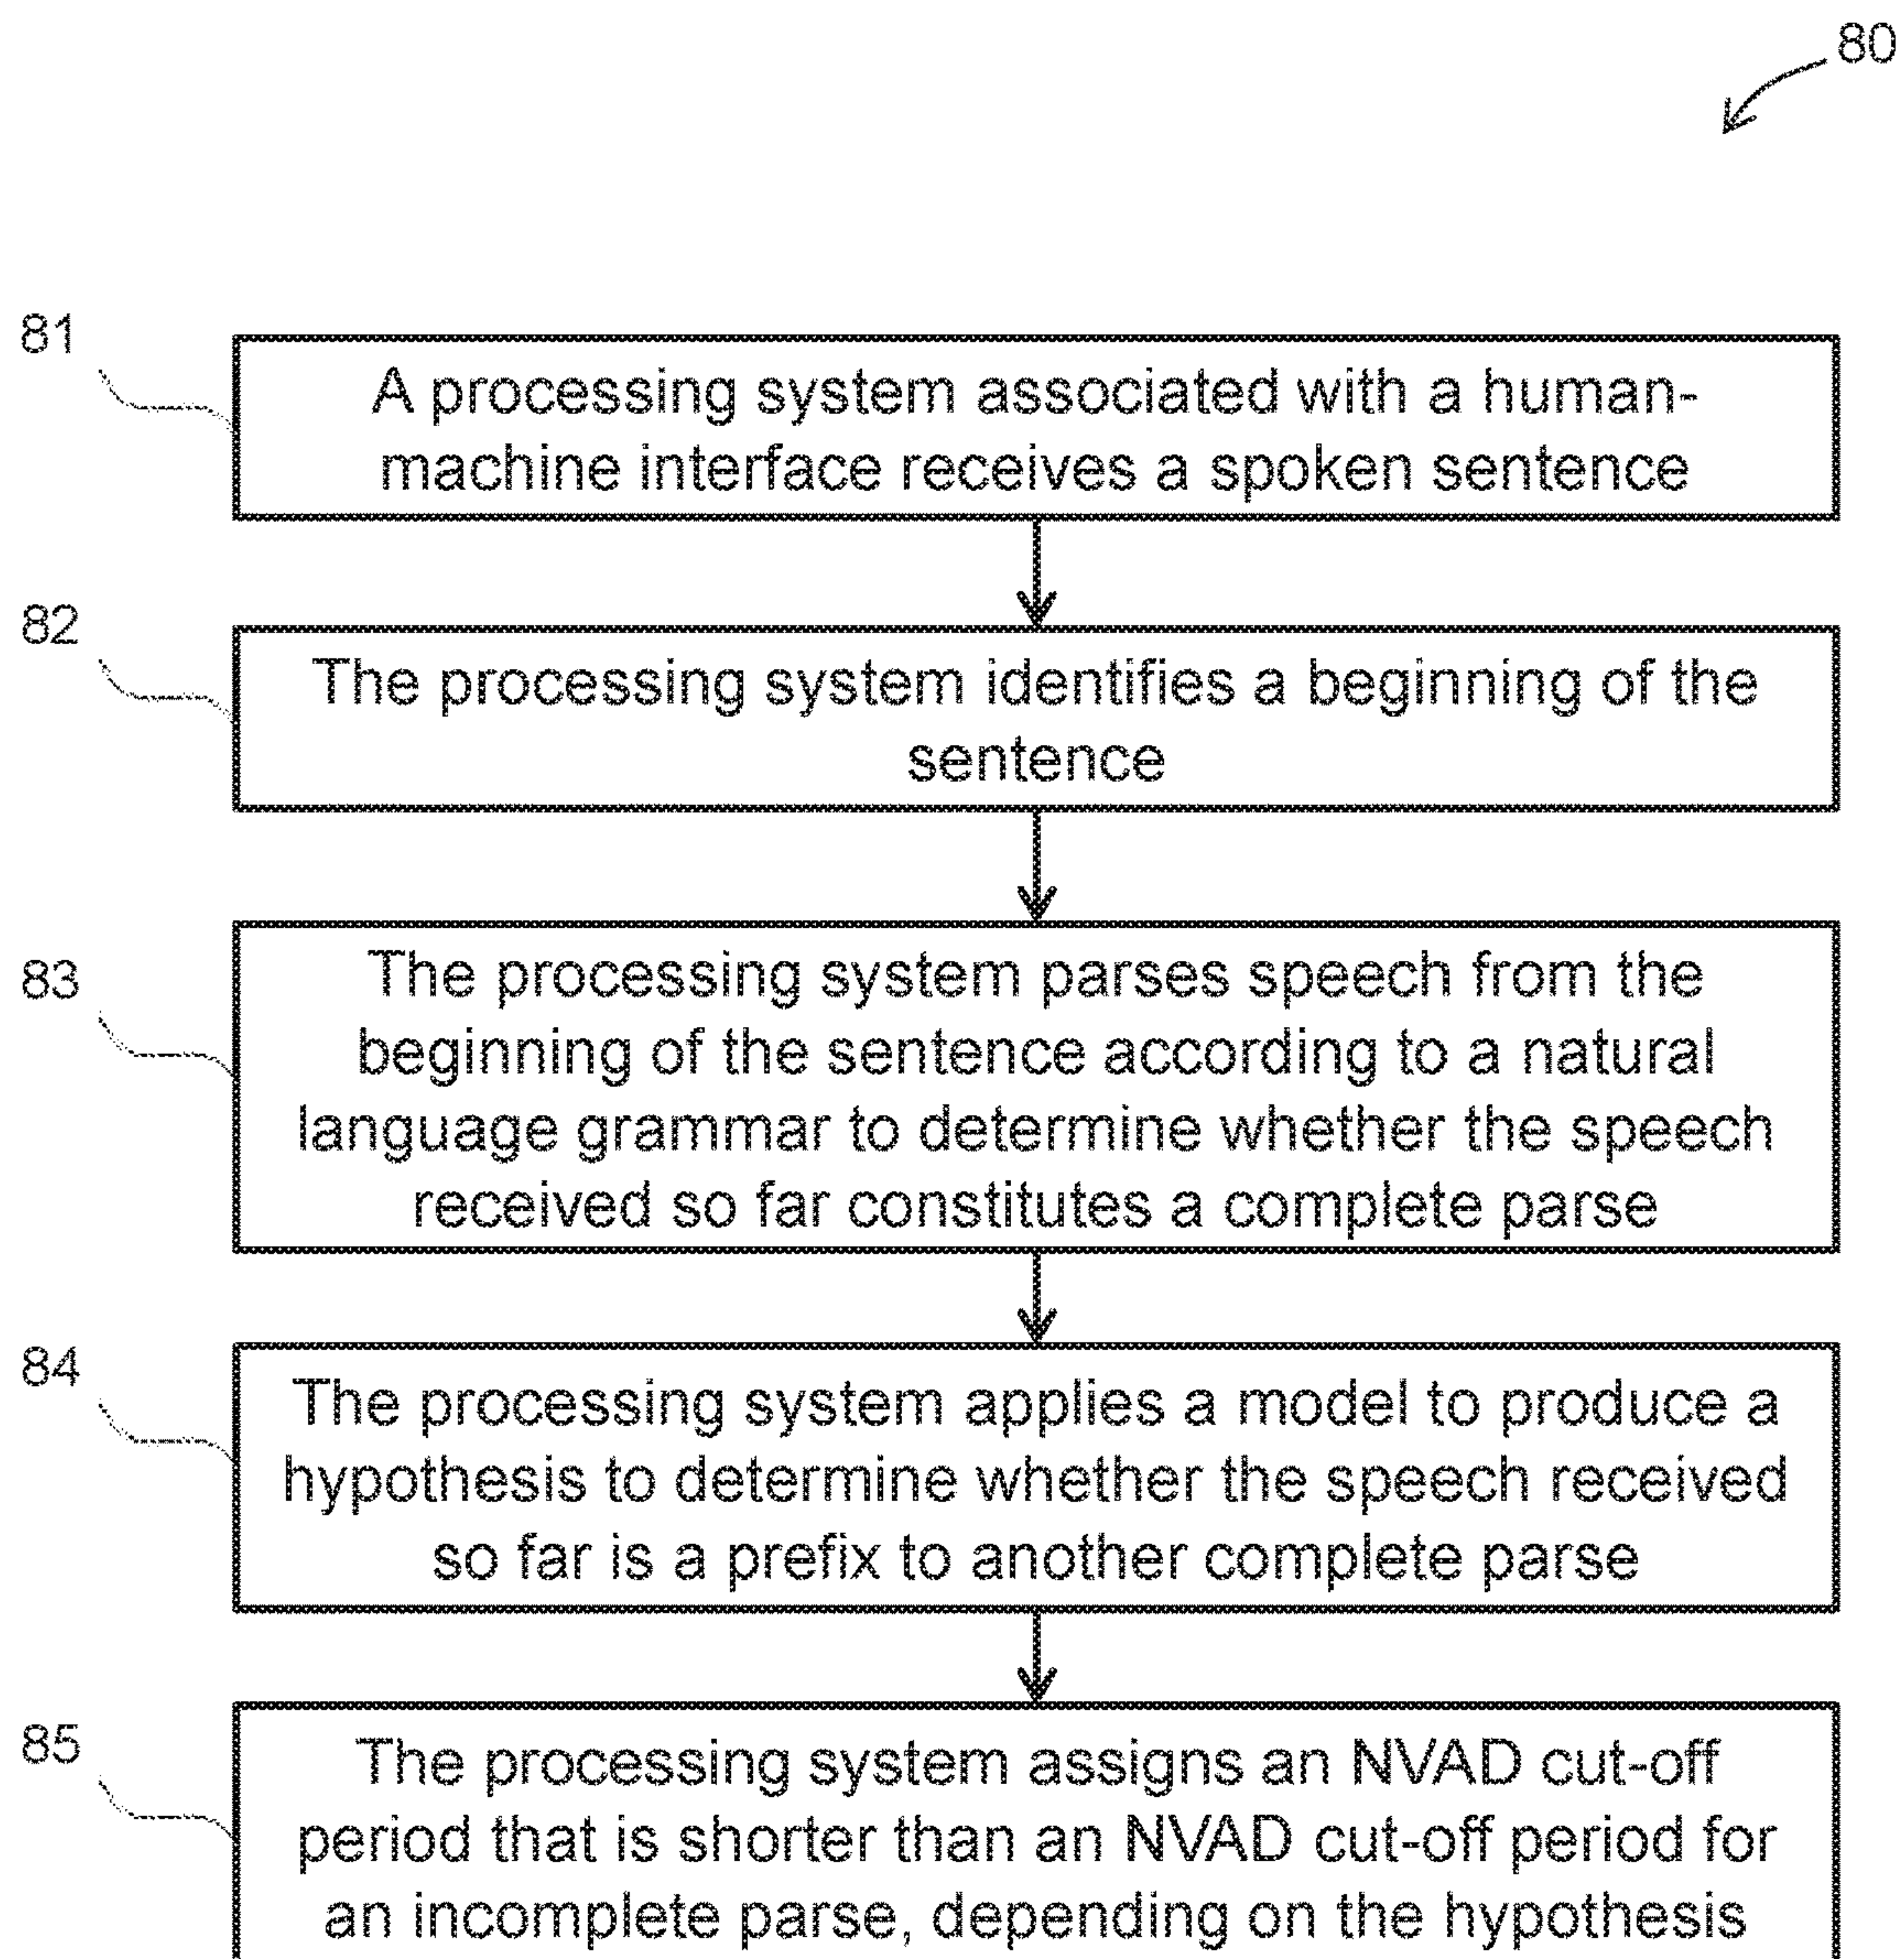 80
81
A processing system associated with a human-
machine interface receives a spoken sentence
82
The processing system identifies a beginning of the
sentence
83
The processing system parses speech from the
beginning of the sentence according to a natural
language grammar to determine whether the speech
received so far constitutes a complete parse
84
The processing system applies a model to produce a
hypothesis to determine whether the speech received
so far is a prefix to another complete parse
85
The processing system assigns an NVAD cut-off
period that is shorter than an NVAD cut-off period for
an incomplete parse, depending on the hypothesis